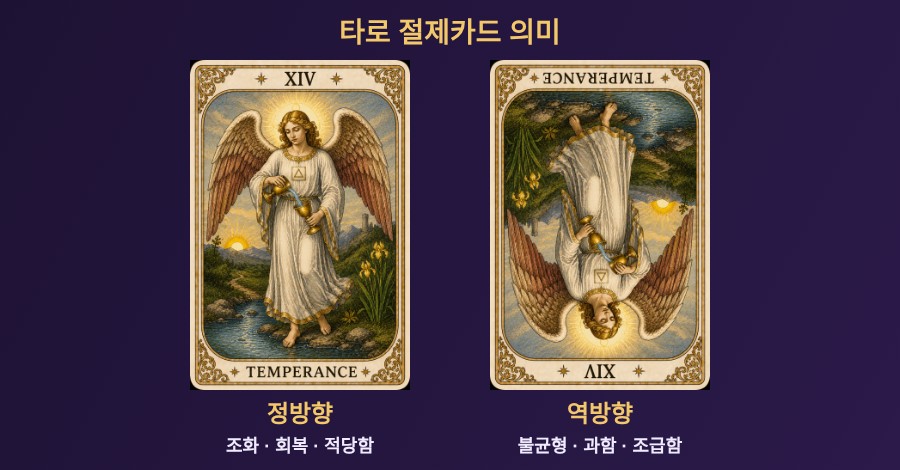 타로 절제카드 의미
XIV
TEMPERANCE
정방향
조화 · 회복 · 적당함
TEMPERANCE
XIV
역방향
불균형 · 과함 · 조급함